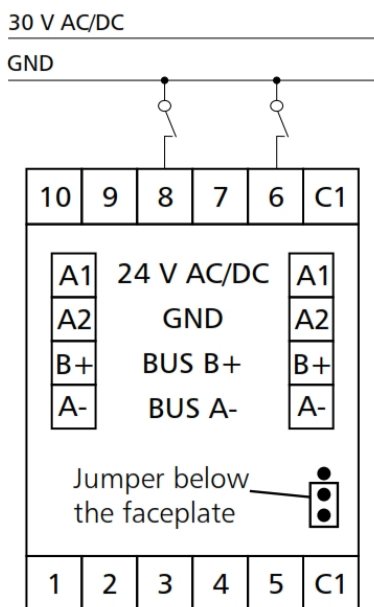 30 V AC/DC
GND
10 9 8 7 6 C1
A1 24 V AC/DC A1
A2 GND A2
B+ BUS B+ B+
A- BUS A- A-
Jumper below
the faceplate
1 2 3 4 5 C1